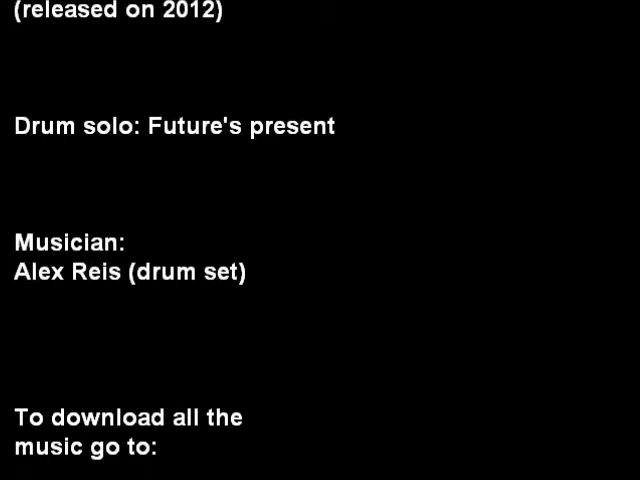 (released on 2012)
Drum solo: Future's present
Musician:
Alex Reis (drum set)
To download all the
music go to: